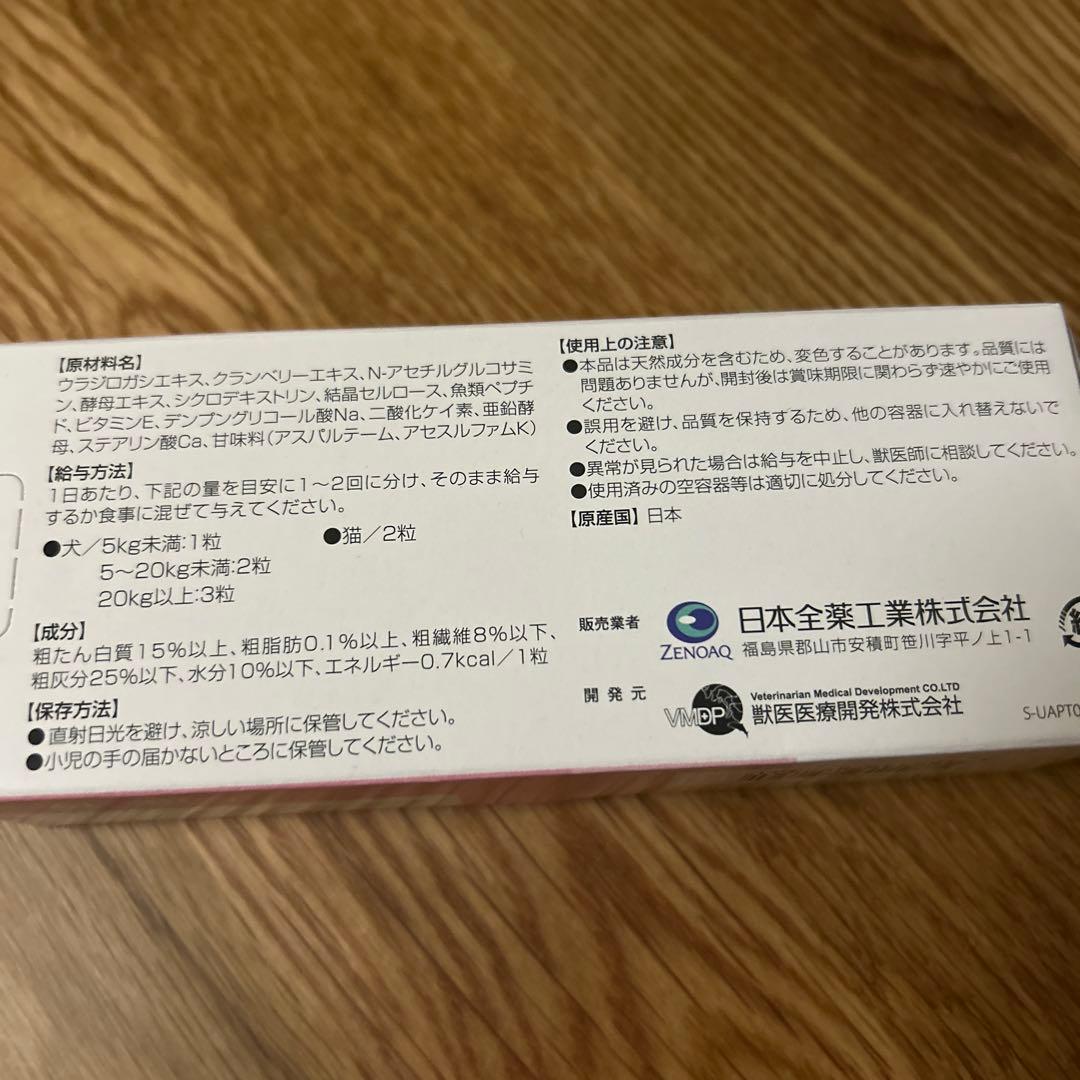 【原材料名】
ウラジロガシエキス、クランベリーエキス、N-アセチルグルコサミ
ン、酵母エキス、シクロデキストリン、結晶セルロース、魚類ペプチ
ド、ビタミンE、デンプングリコール酸Na、二酸化ケイ素、亜鉛酵
母、ステアリン酸Ca、甘味料(アスパルテーム、アセスルファムK)
【給与方法】
1日あたり、下記の量を目安に1〜2回に分け、そのまま給与
するか食事に混ぜて与えてください。
●犬/5kg未満:1粒 ●猫/2粒
5〜20kg未満:2粒
20kg以上:3粒
【成分】
粗たん白質15%以上、粗脂肪0.1%以上、粗繊維8%以下、
粗灰分25%以下、水分10%以下、エネルギー0.7kcal/1粒
【保存方法】
●直射日光を避け、涼しい場所に保管してください。
●小児の手の届かないところに保管してください。
【使用上の注意】
●本品は天然成分を含むため、変色することがあります。品質には
問題ありませんが、開封後は賞味期限に関わらず速やかにご使用
ください。
●誤用を避け、品質を保持するため、他の容器に入れ替えないで
ください。
●異常が見られた場合は給与を中止し、獣医師に相談してください。
●使用済みの空容器等は適切に処分してください。
【原産国】日本
販売業者 ZENOAQ 日本全薬工業株式会社
福島県郡山市安積町笹川字平ノ上1-1
開発元 VMDP Veterinarian Medical Development CO.LTD
獣医医療開発株式会社
S-UAPT0